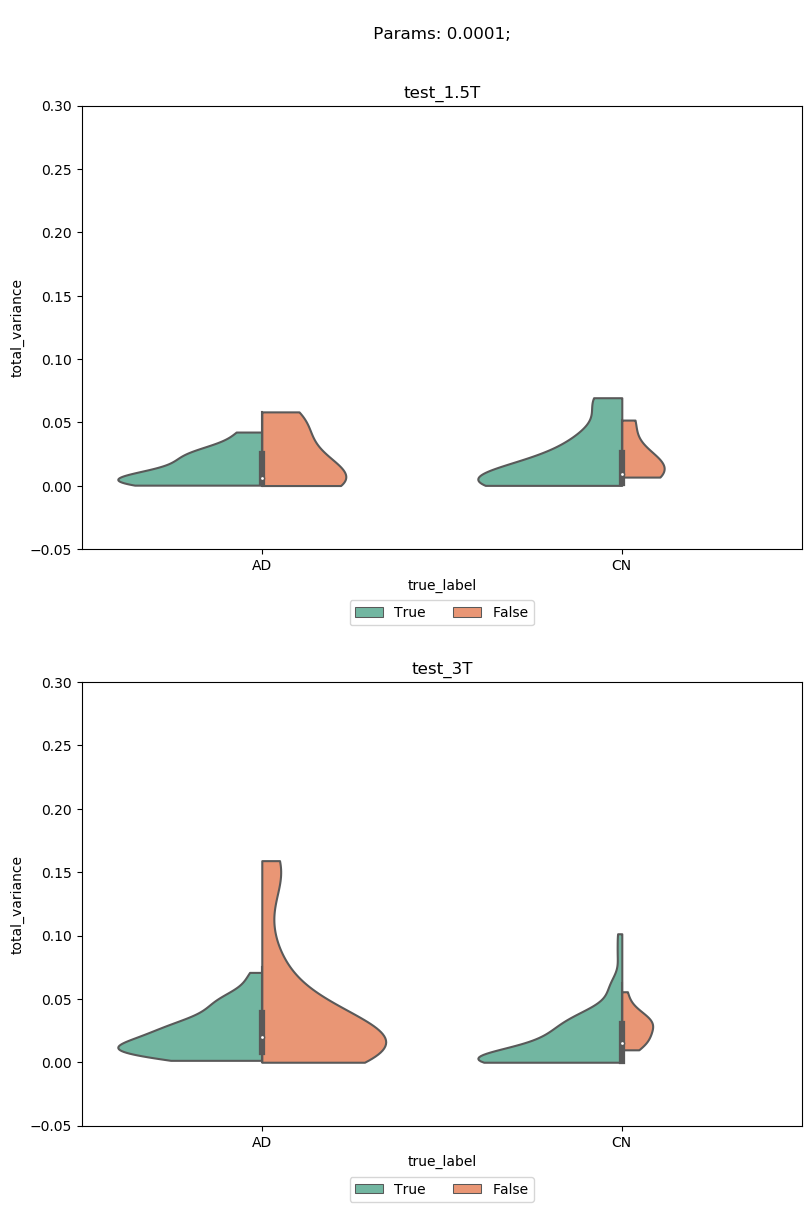 Params: 0.0001;
test_1.5T
0.30
0.25
0.20
0.15
0.10
0.05
0.00
−0.05
total_variance
AD
CN
true_label
True
False
test_3T
0.30
0.25
0.20
0.15
0.10
0.05
0.00
−0.05
total_variance
AD
CN
true_label
True
False